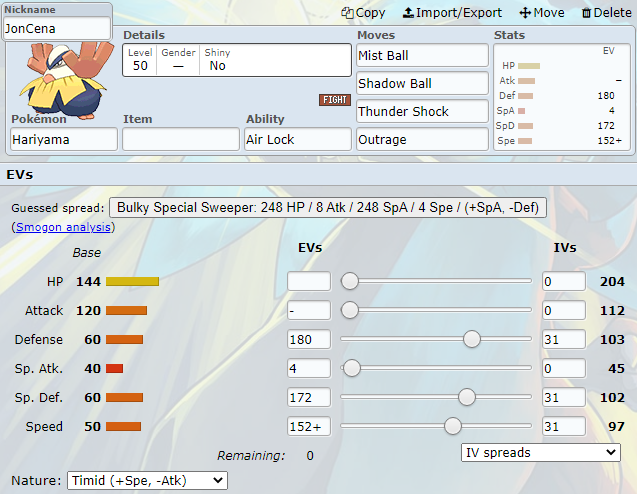 Nickname
JonCena
Copy Import/Export Move Delete
Details
Level Gender Shiny
50 — No
FIGHT
Pokémon
Hariyama
Item
Ability
Air Lock
Moves
Mist Ball
Shadow Ball
Thunder Shock
Outrage
Stats
EV
HP
Atk –
Def 180
SpA 4
SpD 172
Spe 152+
EVs
Guessed spread: Bulky Special Sweeper: 248 HP / 8 Atk / 248 SpA / 4 Spe / (+SpA, -Def)
(Smogon analysis)
Base EVs IVs
HP 144 0 204
Attack 120 - 0 112
Defense 60 180 31 103
Sp. Atk. 40 4 0 45
Sp. Def. 60 172 31 102
Speed 50 152+ 31 97
Remaining: 0 IV spreads
Nature: Timid (+Spe, -Atk)